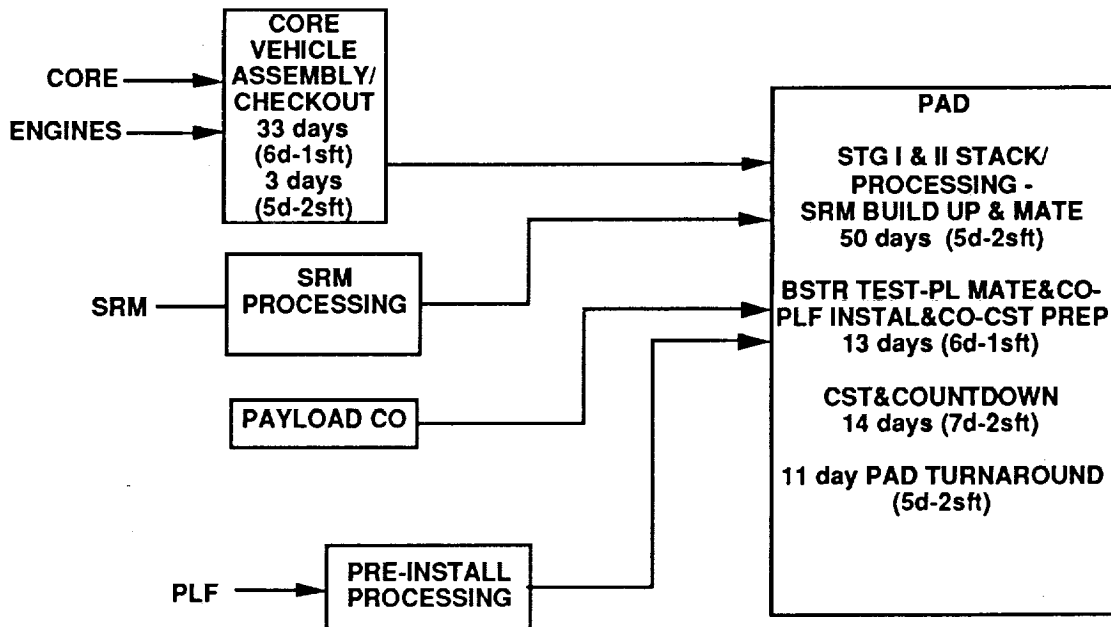 CORE
ENGINES
CORE
VEHICLE
ASSEMBLY/
CHECKOUT
33 days
(6d-1sft)
3 days
(5d-2sft)
SRM
SRM
PROCESSING
PAYLOAD CO
PLF
PRE-INSTALL
PROCESSING
PAD
STG I & II STACK/
PROCESSING -
SRM BUILD UP & MATE
50 days (5d-2sft)
BSTR TEST-PL MATE&CO-
PLF INSTAL&CO-CST PREP
13 days (6d-1sft)
CST&COUNTDOWN
14 days (7d-2sft)
11 day PAD TURNAROUND
(5d-2sft)